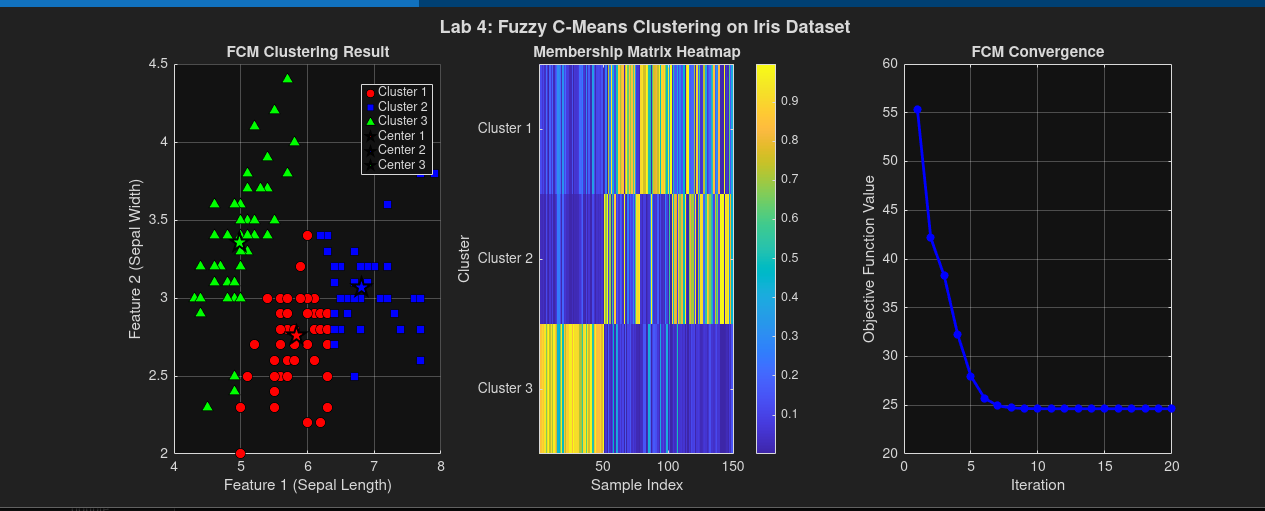 Lab 4: Fuzzy C-Means Clustering on Iris Dataset
FCM Clustering Result
4.5
4
3.5
3
2.5
2
4
5
6
7
8
Feature 1 (Sepal Length)
Feature 2 (Sepal Width)
Cluster 1
Cluster 2
Cluster 3
Center 1
Center 2
Center 3
Membership Matrix Heatmap
Cluster 1
Cluster 2
Cluster 3
Cluster
50
100
150
Sample Index
0.9
0.8
0.7
0.6
0.5
0.4
0.3
0.2
0.1
FCM Convergence
60
55
50
45
40
35
30
25
20
0
5
10
15
20
Iteration
Objective Function Value